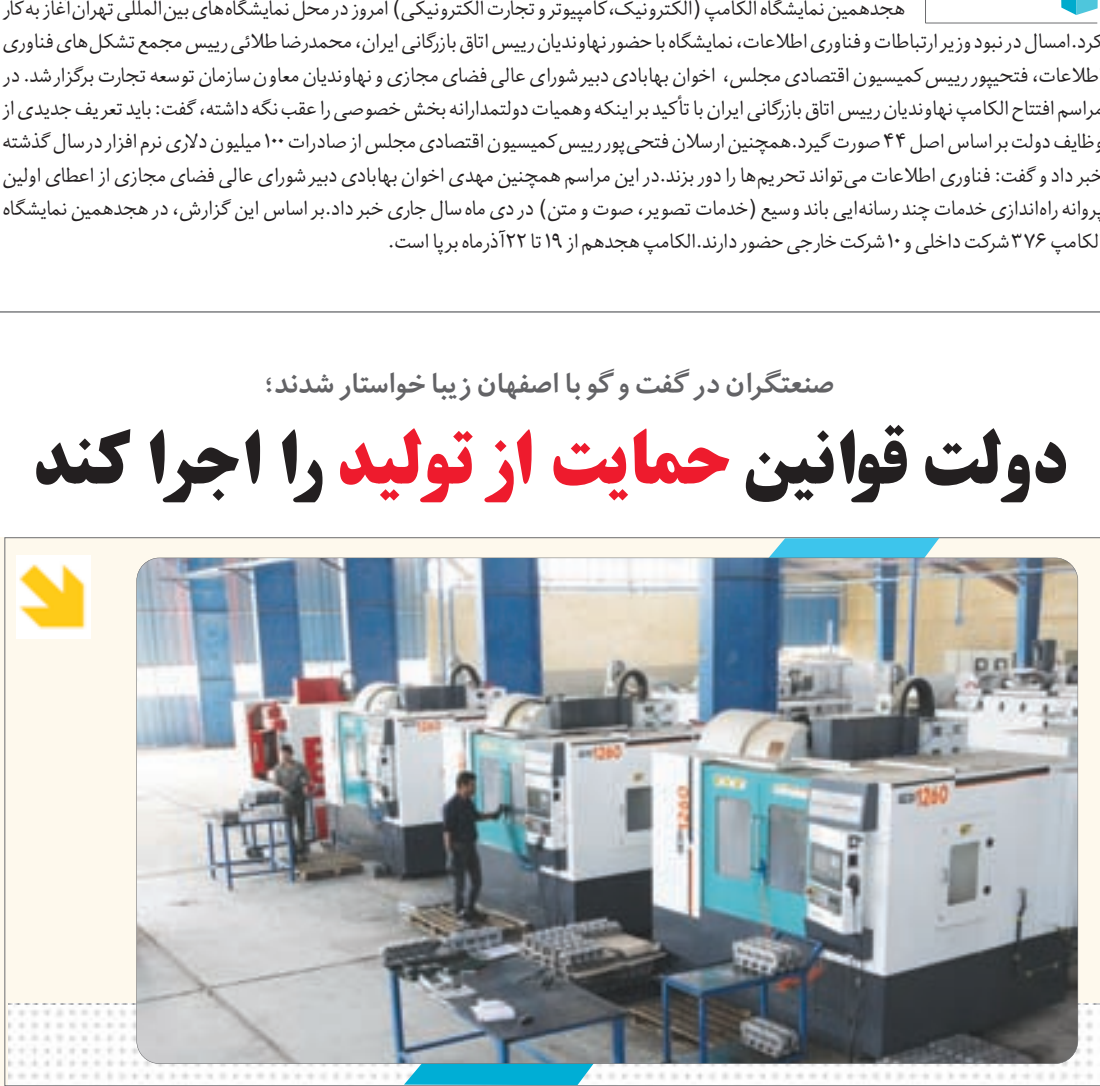 هجدهمین نمایشگاه الکامپ (الکترونیک،کامپیوتر و تجارت الکترونیکی) امروز در محل نمایشگاه‌های بین‌المللی تهران آغاز به کار
کرد.امسال در نبود وزیر ارتباطات و فناوری اطلاعات، نمایشگاه با حضور نهاوندیان رییس اتاق بازرگانی ایران، محمدرضا طلائی رییس مجمع تشکل های فناوری
اطلاعات، فتحیپور رییس کمیسیون اقتصادی مجلس، اخوان بهابادی دبیر شورای عالی فضای مجازی و نهاوندیان معاون سازمان توسعه تجارت برگزار شد. در
مراسم افتتاح الکامپ نهاوندیان رییس اتاق بازرگانی ایران با تأکید بر اینکه وهمیات دولتمدارانه بخش خصوصی را عقب نگه داشته، گفت: باید تعریف جدیدی از
وظایف دولت بر اساس اصل ۴۴ صورت گیرد.همچنین ارسلان فتحی پور رییس کمیسیون اقتصادی مجلس از صادرات ۱۰۰ میلیون دلاری نرم افزار در سال گذشته
خبر داد و گفت: فناوری اطلاعات می‌تواند تحریم‌ها را دور بزند.در این مراسم همچنین مهدی اخوان بهابادی دبیر شورای عالی فضای مجازی از اعطای اولین
پروانه راه‌اندازی خدمات چند رسانه‌ایی باند وسیع (خدمات تصویر، صوت و متن) در دی ماه سال جاری خبر داد.بر اساس این گزارش، در هجدهمین نمایشگاه
الکامپ ۳۷۶ شرکت داخلی و ۱۰ شرکت خارجی حضور دارند.الکامپ هجدهم از ۱۹ تا ۲۲آذرماه برپا است.
صنعتگران در گفت و گو با اصفهان زیبا خواستار شدند؛
دولت قوانین حمایت از تولید را اجرا کند
1260
1260
1260
1260